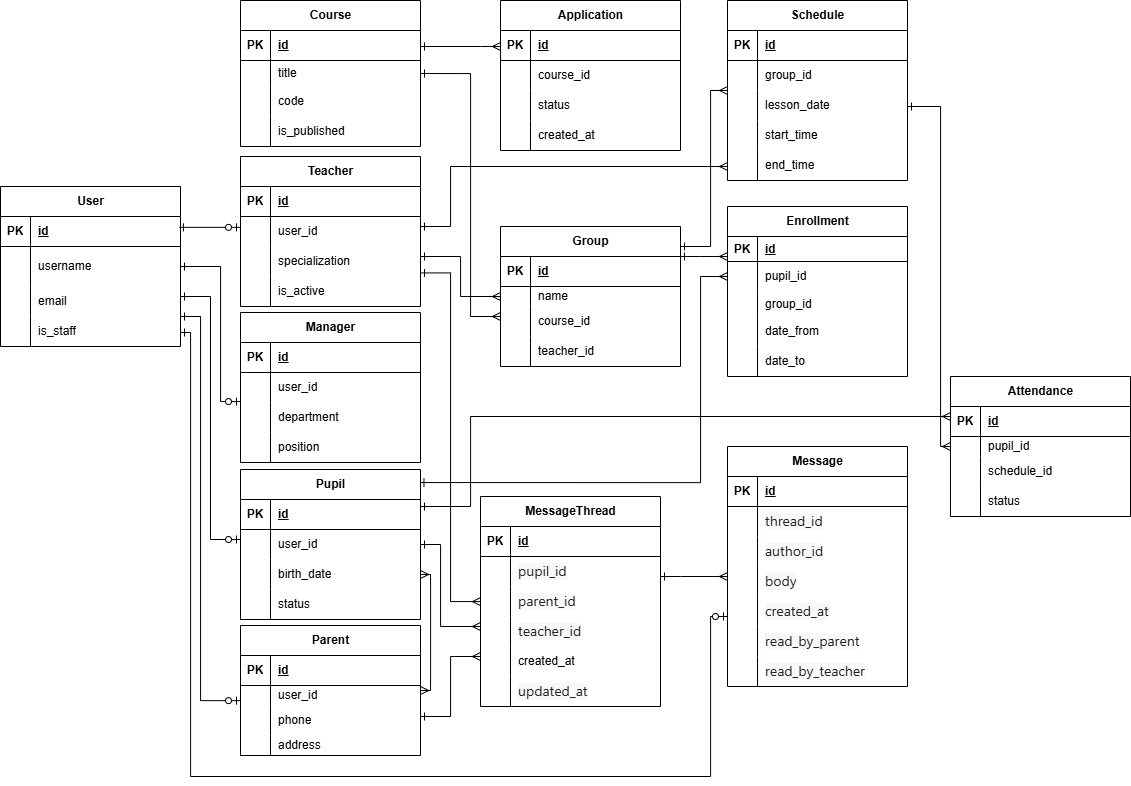 Course
PK id
title
code
is_published
Application
PK id
course_id
status
created_at
Schedule
PK id
group_id
lesson_date
start_time
end_time
User
PK id
username
email
is_staff
Teacher
PK id
user_id
specialization
is_active
Group
PK id
name
course_id
teacher_id
Enrollment
PK id
pupil_id
group_id
date_from
date_to
Manager
PK id
user_id
department
position
Attendance
PK id
pupil_id
schedule_id
status
Pupil
PK id
user_id
birth_date
status
MessageThread
PK id
pupil_id
parent_id
teacher_id
created_at
updated_at
Message
PK id
thread_id
author_id
body
created_at
read_by_parent
read_by_teacher
Parent
PK id
user_id
phone
address